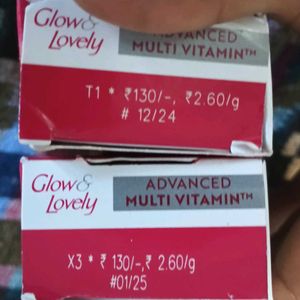 Glow &
Lovely
ADVANCED
MULTI VITAMIN™
T1 * ₹130/-, ₹2.60/g
# 12/24
Glow &
Lovely
ADVANCED
MULTI VITAMIN™
X3 * ₹ 130/-, ₹ 2.60/g
#01/25